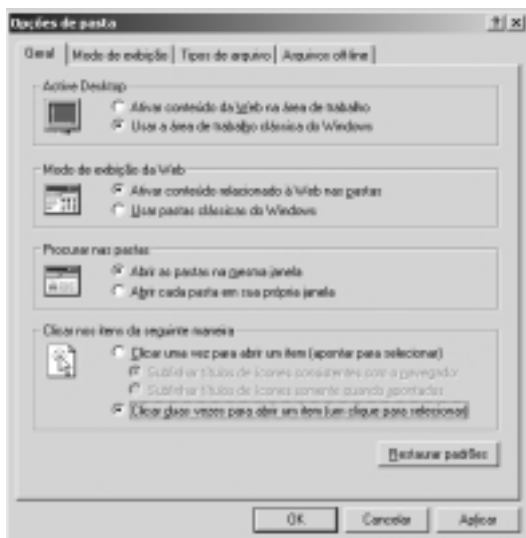 Opções de pasta
Geral Modo de exibição Tipos de arquivo Arquivos off-line
Active Desktop
Ativar conteúdo da Web na área de trabalho
Usar a área de trabalho clássica do Windows
Modo de exibição da Web
Ativar conteúdo relacionado à Web nas pastas
Usar pastas clássicas do Windows
Procurar nas pastas
Abrir as pastas na mesma janela
Abrir cada pasta em sua própria janela
Clicar nos itens da seguinte maneira
Clicar uma vez para abrir um item (apontar para selecionar)
Sublinhar títulos de ícones consistentes com o navegador
Sublinhar títulos de ícones somente quando apontados
Clicar duas vezes para abrir um item (um clique para selecionar)
Restaurar padrões
OK Cancelar Aplicar